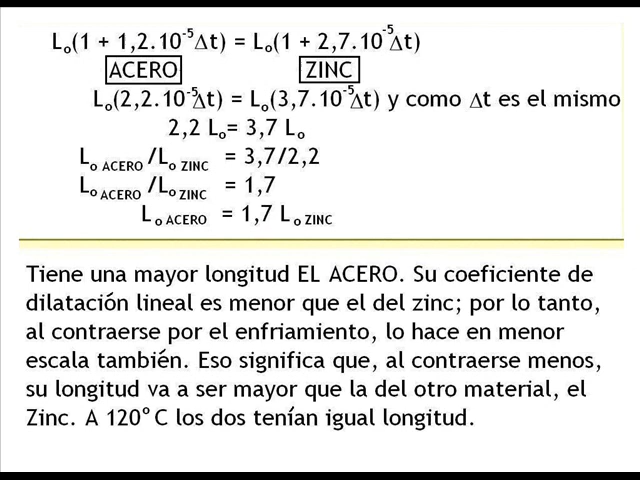 Lₒ(1 + 1,2.10⁻⁵Δt) = Lₒ(1 + 2,7.10⁻⁵Δt)
ACERO ZINC
Lₒ(2,2.10⁻⁵Δt) = Lₒ(3,7.10⁻⁵Δt) y como Δt es el mismo
2,2 Lₒ= 3,7 Lₒ
Lₒ ACERO /Lₒ ZINC = 3,7/2,2
Lₒ ACERO /Lₒ ZINC = 1,7
Lₒ ACERO = 1,7 Lₒ ZINC
Tiene una mayor longitud EL ACERO. Su coeficiente de
dilatación lineal es menor que el del zinc; por lo tanto,
al contraerse por el enfriamiento, lo hace en menor
escala también. Eso significa que, al contraerse menos,
su longitud va a ser mayor que la del otro material, el
Zinc. A 120°C los dos tenían igual longitud.